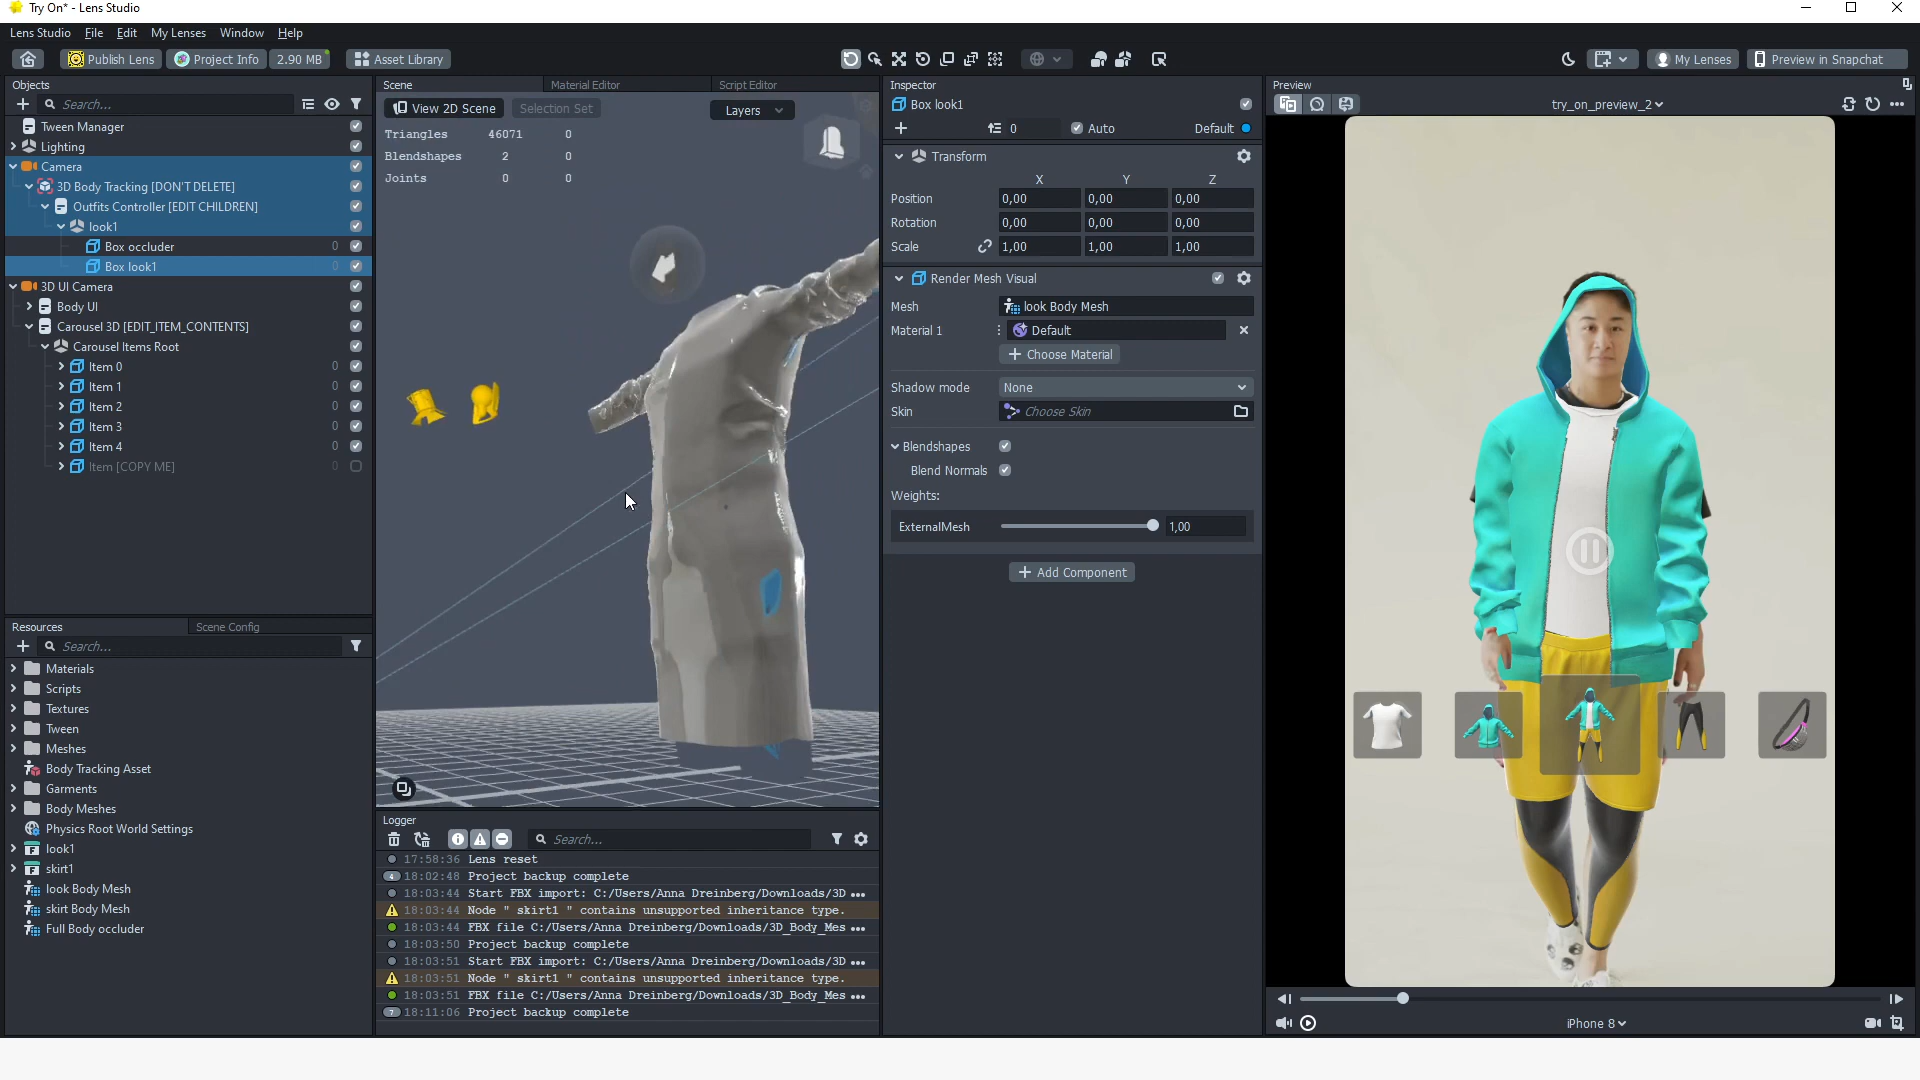 Try On* - Lens Studio
Lens Studio File Edit My Lenses Window Help
Publish Lens Project Info 2.90 MB Asset Library My Lenses Preview in Snapchat
Objects
Search...
Tween Manager
Lighting
Camera
3D Body Tracking [DON'T DELETE]
Outfits Controller [EDIT CHILDREN]
look1
Box occluder 0
Box look1 0
3D UI Camera
Body UI
Carousel 3D [EDIT_ITEM_CONTENTS]
Carousel Items Root
Item 0 0
Item 1 0
Item 2 0
Item 3 0
Item 4 0
Item [COPY ME] 0
Resources Scene Config
Search...
Materials
Scripts
Textures
Tween
Meshes
Body Tracking Asset
Garments
Body Meshes
Physics Root World Settings
look1
skirt1
look Body Mesh
skirt Body Mesh
Full Body occluder
Scene Material Editor Script Editor
View 2D Scene Selection Set Layers
Triangles 46071 0
Blendshapes 2 0
Joints 0 0
Logger
Search...
17:58:36 Lens reset
18:02:48 Project backup complete
18:03:44 Start FBX import: C:/Users/Anna Dreinberg/Downloads/3D •••
18:03:44 Node " skirt1 " contains unsupported inheritance type.
18:03:44 FBX file C:/Users/Anna Dreinberg/Downloads/3D_Body_Mes •••
18:03:50 Project backup complete
18:03:51 Start FBX import: C:/Users/Anna Dreinberg/Downloads/3D •••
18:03:51 Node " skirt1 " contains unsupported inheritance type.
18:03:51 FBX file C:/Users/Anna Dreinberg/Downloads/3D_Body_Mes •••
18:11:06 Project backup complete
Inspector
Box look1
0 Auto Default
Transform
X Y Z
Position 0,00 0,00 0,00
Rotation 0,00 0,00 0,00
Scale 1,00 1,00 1,00
Render Mesh Visual
Mesh look Body Mesh
Material 1 Default
+ Choose Material
Shadow mode None
Skin Choose Skin
Blendshapes
Blend Normals
Weights:
ExternalMesh 1,00
+ Add Component
Preview
try_on_preview_2
iPhone 8